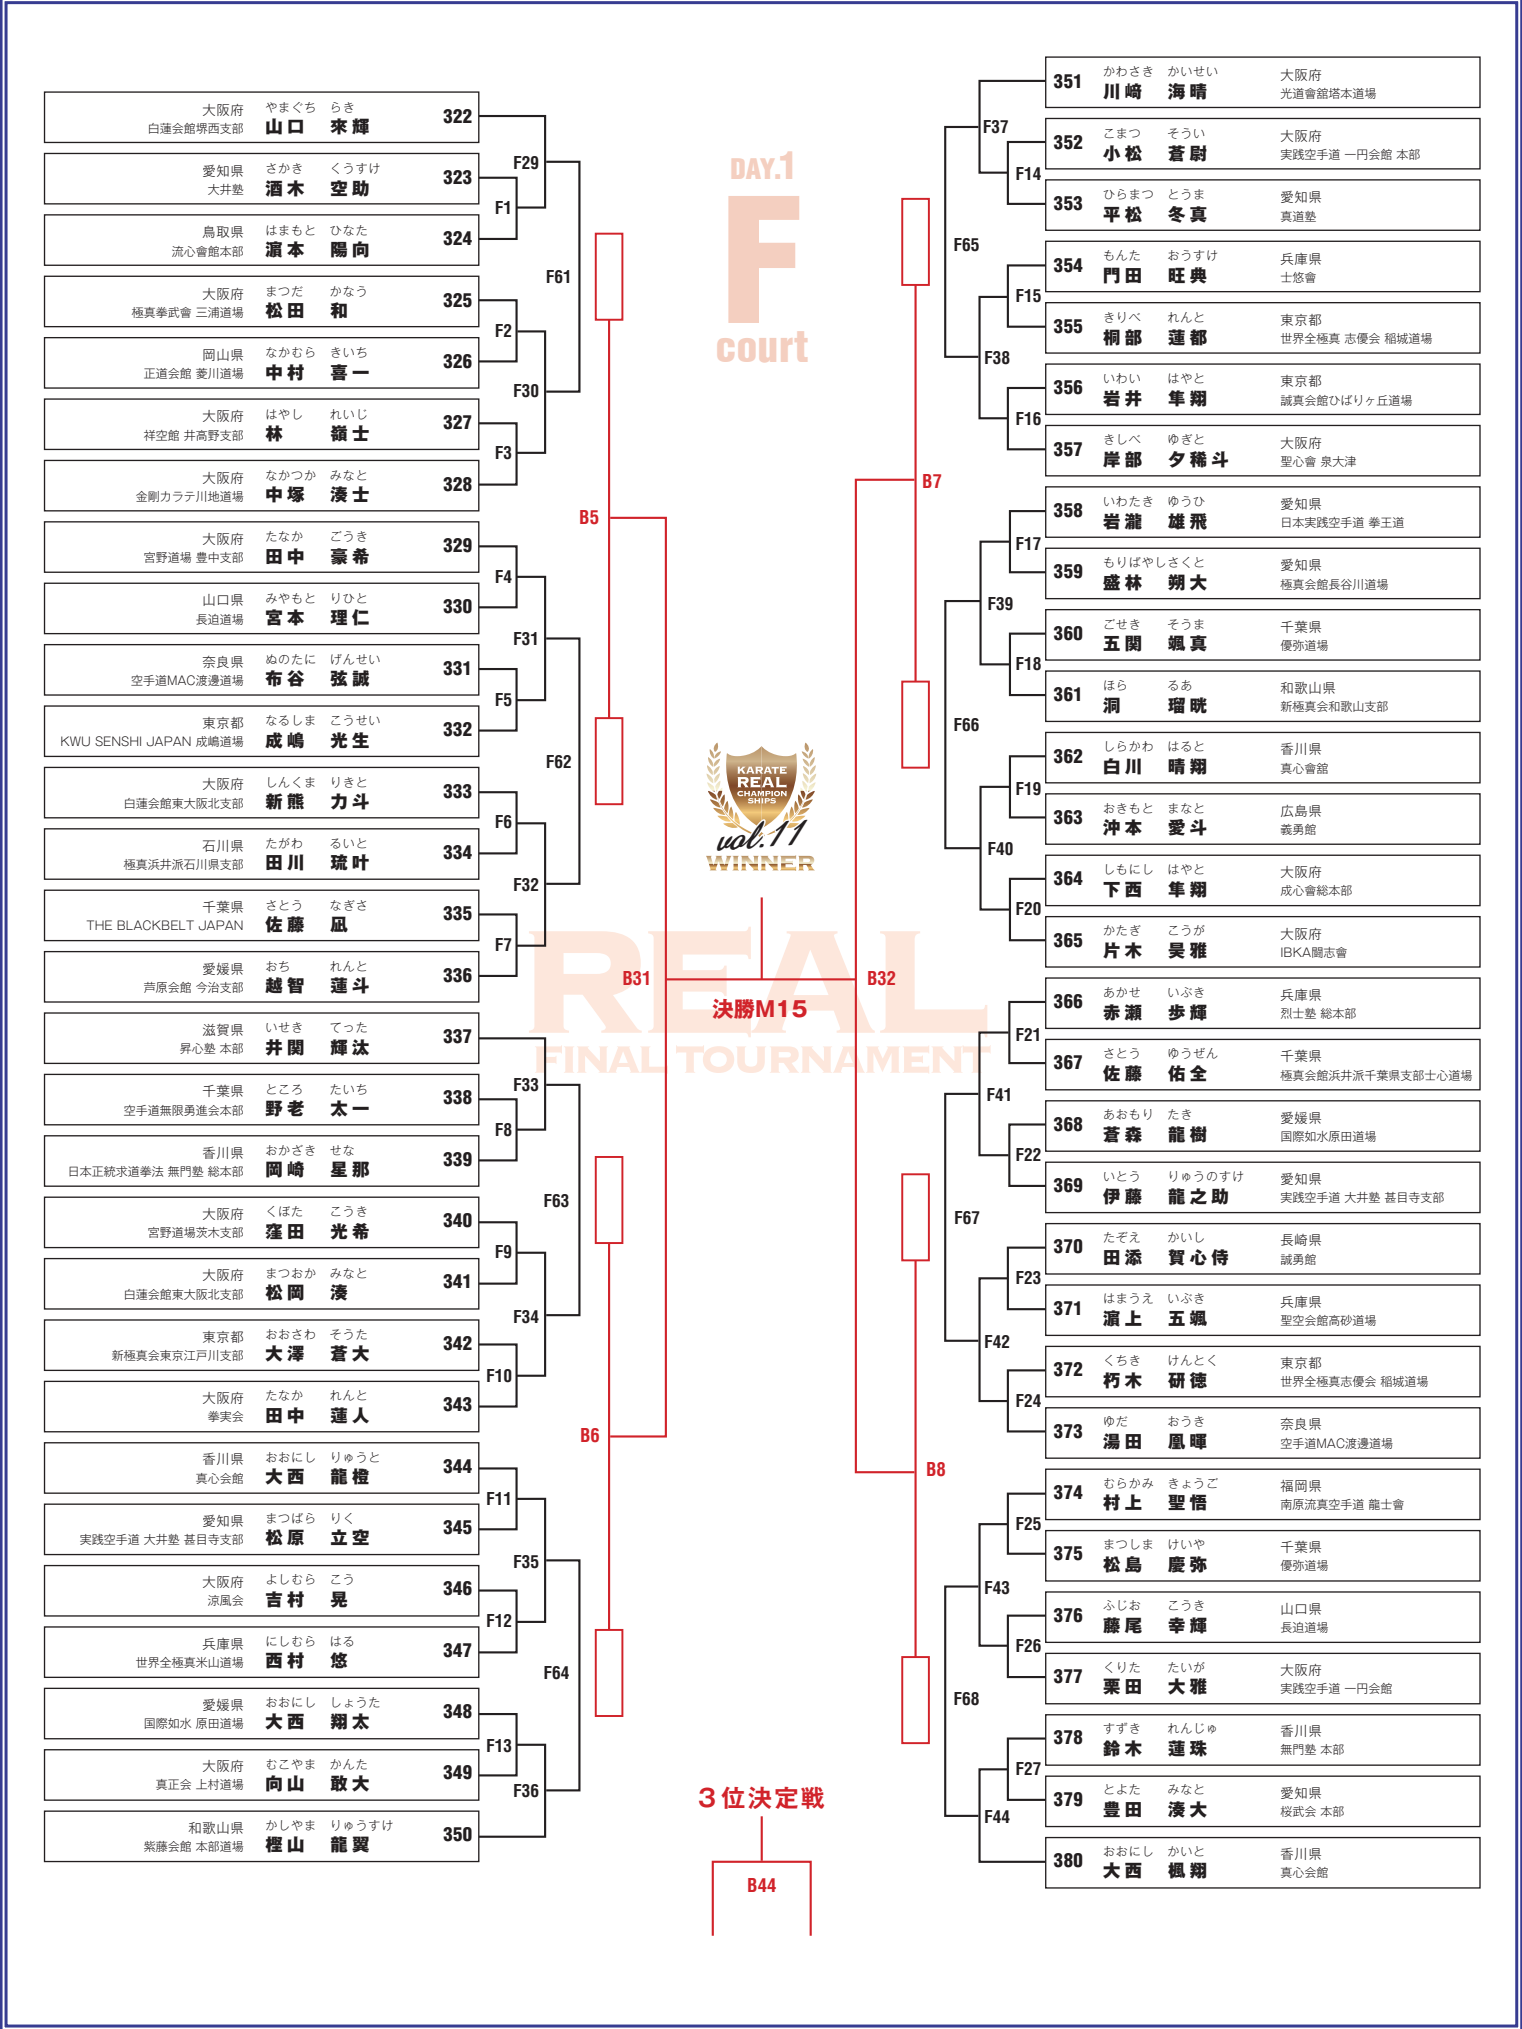 DAY.1
F
court
大阪府 やまぐち らき
白蓮会館堺西支部 山口 來輝 322
愛知県 さかき くうすけ
大井塾 酒木 空助 323
鳥取県 はまもと ひなた
流心會館本部 濵本 陽向 324
大阪府 まつだ かなう
極真拳武會 三浦道場 松田 和 325
岡山県 なかむら きいち
正道会館 菱川道場 中村 喜一 326
大阪府 はやし れいじ
祥空館 井高野支部 林 嶺士 327
大阪府 なかつか みなと
金剛カラテ川地道場 中塚 湊士 328
大阪府 たなか ごうき
宮野道場 豊中支部 田中 豪希 329
山口県 みやもと りひと
長迫道場 宮本 理仁 330
奈良県 ぬのたに げんせい
空手道MAC渡邊道場 布谷 弦誠 331
東京都 なるしま こうせい
KWU SENSHI JAPAN 成嶋道場 成嶋 光生 332
大阪府 しんくま りきと
白蓮会館東大阪北支部 新熊 力斗 333
石川県 たがわ るいと
極真浜井派石川県支部 田川 琉叶 334
千葉県 さとう なぎさ
THE BLACKBELT JAPAN 佐藤 凪 335
愛媛県 おち れんと
芦原会館 今治支部 越智 蓮斗 336
滋賀県 いせき てった
昇心塾 本部 井関 輝汰 337
千葉県 ところ たいち
空手道無限勇進会本部 野老 太一 338
香川県 おかざき せな
日本正統求道拳法 無門塾 総本部 岡崎 星那 339
大阪府 くぼた こうき
宮野道場茨木支部 窪田 光希 340
大阪府 まつおか みなと
白蓮会館東大阪北支部 松岡 湊 341
東京都 おおさわ そうた
新極真会東京江戸川支部 大澤 蒼大 342
大阪府 たなか れんと
拳実会 田中 蓮人 343
香川県 おおにし りゅうと
真心会館 大西 龍橙 344
愛知県 まつばら りく
実践空手道 大井塾 甚目寺支部 松原 立空 345
大阪府 よしむら こう
涼風会 吉村 晃 346
兵庫県 にしむら はる
世界全極真米山道場 西村 悠 347
愛媛県 おおにし しょうた
国際如水 原田道場 大西 翔太 348
大阪府 むこやま かんた
真正会 上村道場 向山 敢大 349
和歌山県 かしやま りゅうすけ
紫藤会館 本部道場 樫山 龍翼 350
F29
F1
F61
F2
F30
F3
F4
F31
F5
F62
F6
F32
F7
F33
F8
F63
F9
F34
F10
F11
F35
F12
F64
F13
F36
B5
B31
B6
KARATE
REAL
CHAMPION
SHIPS
vol.11
WINNER
REAL
FINAL TOURNAMENT
決勝M15
３位決定戦
B44
B7
B32
B8
F37
F14
F65
F15
F38
F16
F17
F39
F18
F66
F19
F40
F20
F21
F41
F22
F67
F23
F42
F24
F25
F43
F26
F68
F27
F44
351 かわさき かいせい 大阪府
川﨑 海晴 光道會舘塔本道場
352 こまつ そうい 大阪府
小松 蒼尉 実践空手道 一円会館 本部
353 ひらまつ とうま 愛知県
平松 冬真 真道塾
354 もんた おうすけ 兵庫県
門田 旺典 士悠會
355 きりべ れんと 東京都
桐部 蓮都 世界全極真 志優会 稲城道場
356 いわい はやと 東京都
岩井 隼翔 誠真会館ひばりヶ丘道場
357 きしべ ゆぎと 大阪府
岸部 夕稀斗 聖心會 泉大津
358 いわたき ゆうひ 愛知県
岩瀧 雄飛 日本実践空手道 拳王道
359 もりばやし さくと 愛知県
盛林 朔大 極真会館長谷川道場
360 ごせき そうま 千葉県
五関 颯真 優弥道場
361 ほら るあ 和歌山県
洞 瑠晄 新極真会和歌山支部
362 しらかわ はると 香川県
白川 晴翔 真心會舘
363 おきもと まなと 広島県
沖本 愛斗 義勇館
364 しもにし はやと 大阪府
下西 隼翔 成心會総本部
365 かたぎ こうが 大阪府
片木 昊雅 IBKA闘志會
366 あかせ いぶき 兵庫県
赤瀬 歩輝 烈士塾 総本部
367 さとう ゆうぜん 千葉県
佐藤 佑全 極真会館浜井派千葉県支部士心道場
368 あおもり たき 愛媛県
蒼森 龍樹 国際如水原田道場
369 いとう りゅうのすけ 愛知県
伊藤 龍之助 実践空手道 大井塾 甚目寺支部
370 たぞえ かいし 長崎県
田添 賀心侍 誠勇館
371 はまうえ いぶき 兵庫県
濵上 五颯 聖空会館高砂道場
372 くちき けんとく 東京都
朽木 研徳 世界全極真志優会 稲城道場
373 ゆだ おうき 奈良県
湯田 凰暉 空手道MAC渡邊道場
374 むらかみ きょうご 福岡県
村上 聖悟 南原流真空手道 龍士會
375 まつしま けいや 千葉県
松島 慶弥 優弥道場
376 ふじお こうき 山口県
藤尾 幸輝 長迫道場
377 くりた たいが 大阪府
栗田 大雅 実践空手道 一円会館
378 すずき れんじゅ 香川県
鈴木 蓮珠 無門塾 本部
379 とよた みなと 愛知県
豊田 湊大 桜武会 本部
380 おおにし かいと 香川県
大西 楓翔 真心会館